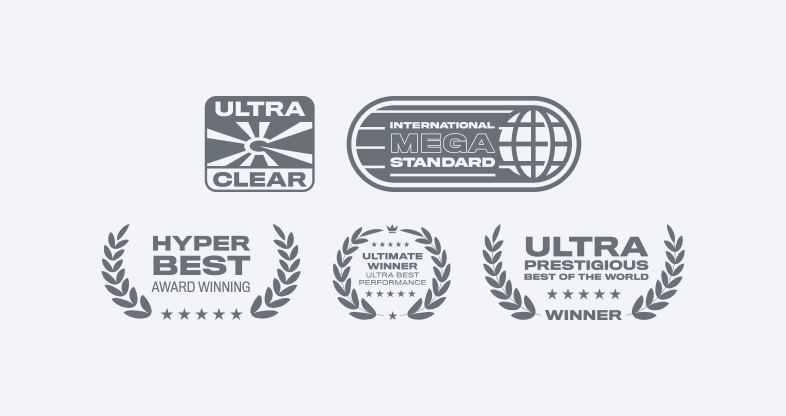 ULTRA
CLEAR
INTERNATIONAL
MEGA
STANDARD
HYPER
BEST
AWARD WINNING
ULTIMATE
WINNER
ULTRA BEST
PERFORMANCE
ULTRA
PRESTIGIOUS
BEST OF THE WORLD
WINNER